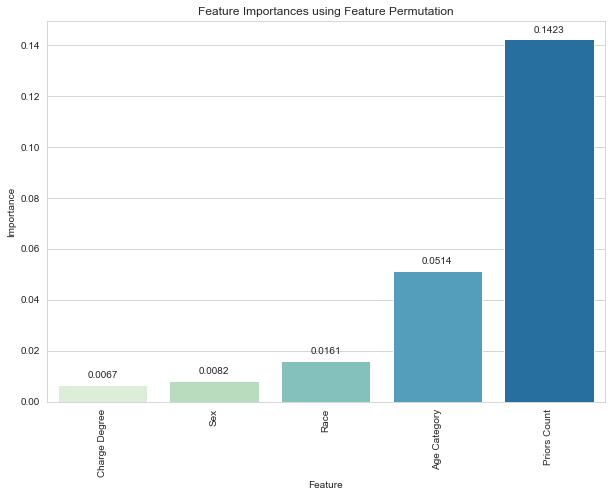 Feature Importances using Feature Permutation
0.1423
0.14
0.12
0.10
0.08
0.06
0.0514
0.04
0.02
0.0161
0.0082
0.0067
0.00
Importance
Charge Degree
Sex
Race
Age Category
Priors Count
Feature